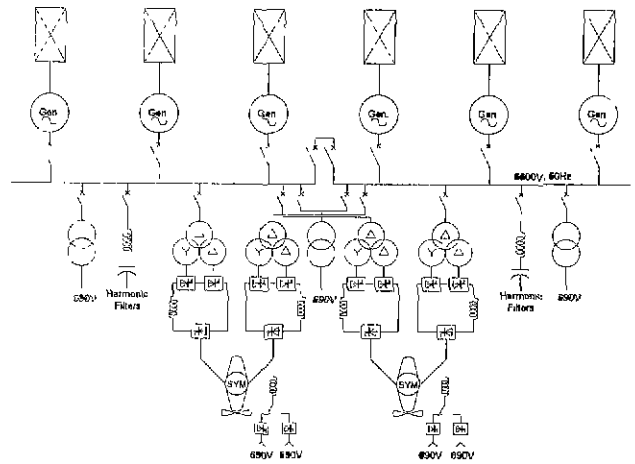 Gen
Gen
Gen
Gen
Gen
Gen
6600V, 60Hz
690V
Harmonic
Filters
690V
Harmonic
Filters
690V
SYM
SYM
690V 690V
690V 690V